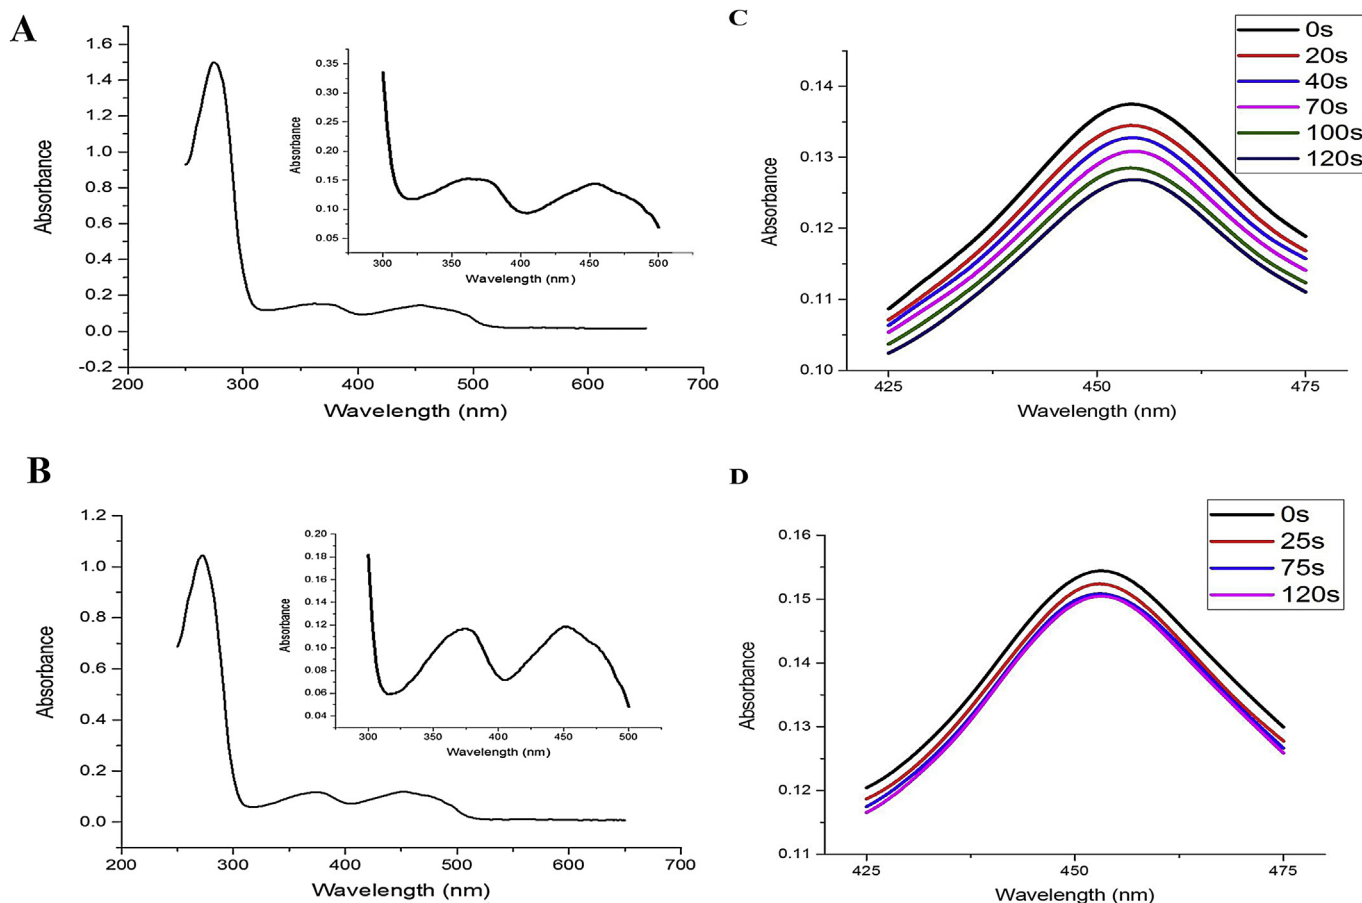 A
1.6
1.4
1.2
1.0
0.8
0.6
0.4
0.2
0.0
-0.2
Absorbance
200
300
400
500
600
700
Wavelength (nm)
0.35
0.30
0.25
0.20
0.15
0.10
0.05
Absorbance
300
350
400
450
500
Wavelength (nm)
C
0s
20s
40s
70s
100s
120s
0.14
0.13
0.12
0.11
0.10
Absorbance
425
450
475
Wavelength (nm)
B
1.2
1.0
0.8
0.6
0.4
0.2
0.0
Absorbance
200
300
400
500
600
700
Wavelength (nm)
0.20
0.18
0.16
0.14
0.12
0.10
0.08
0.06
0.04
Absorbance
300
350
400
450
500
Wavelength (nm)
D
0s
25s
75s
120s
0.16
0.15
0.14
0.13
0.12
0.11
Absorbance
425
450
475
Wavelength (nm)